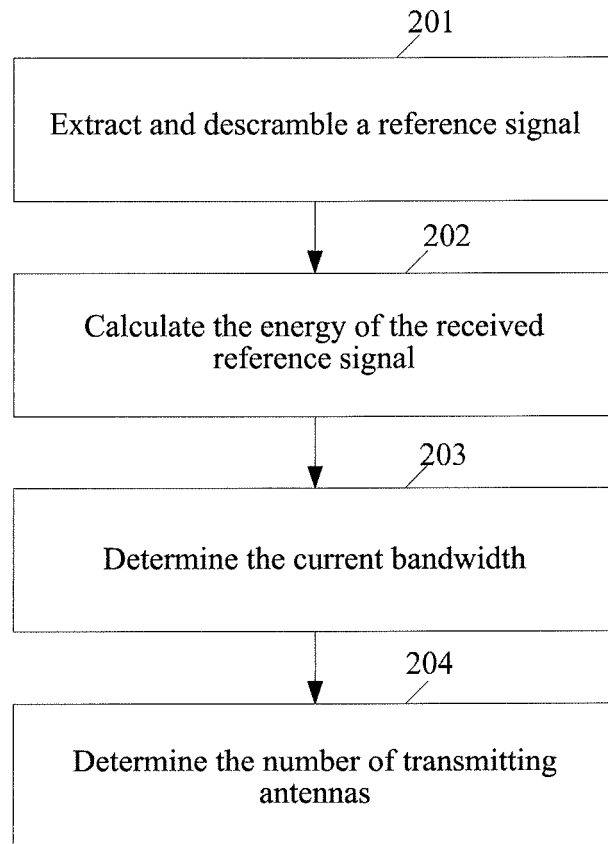 201
Extract and descramble a reference signal
202
Calculate the energy of the received
reference signal
203
Determine the current bandwidth
204
Determine the number of transmitting
antennas